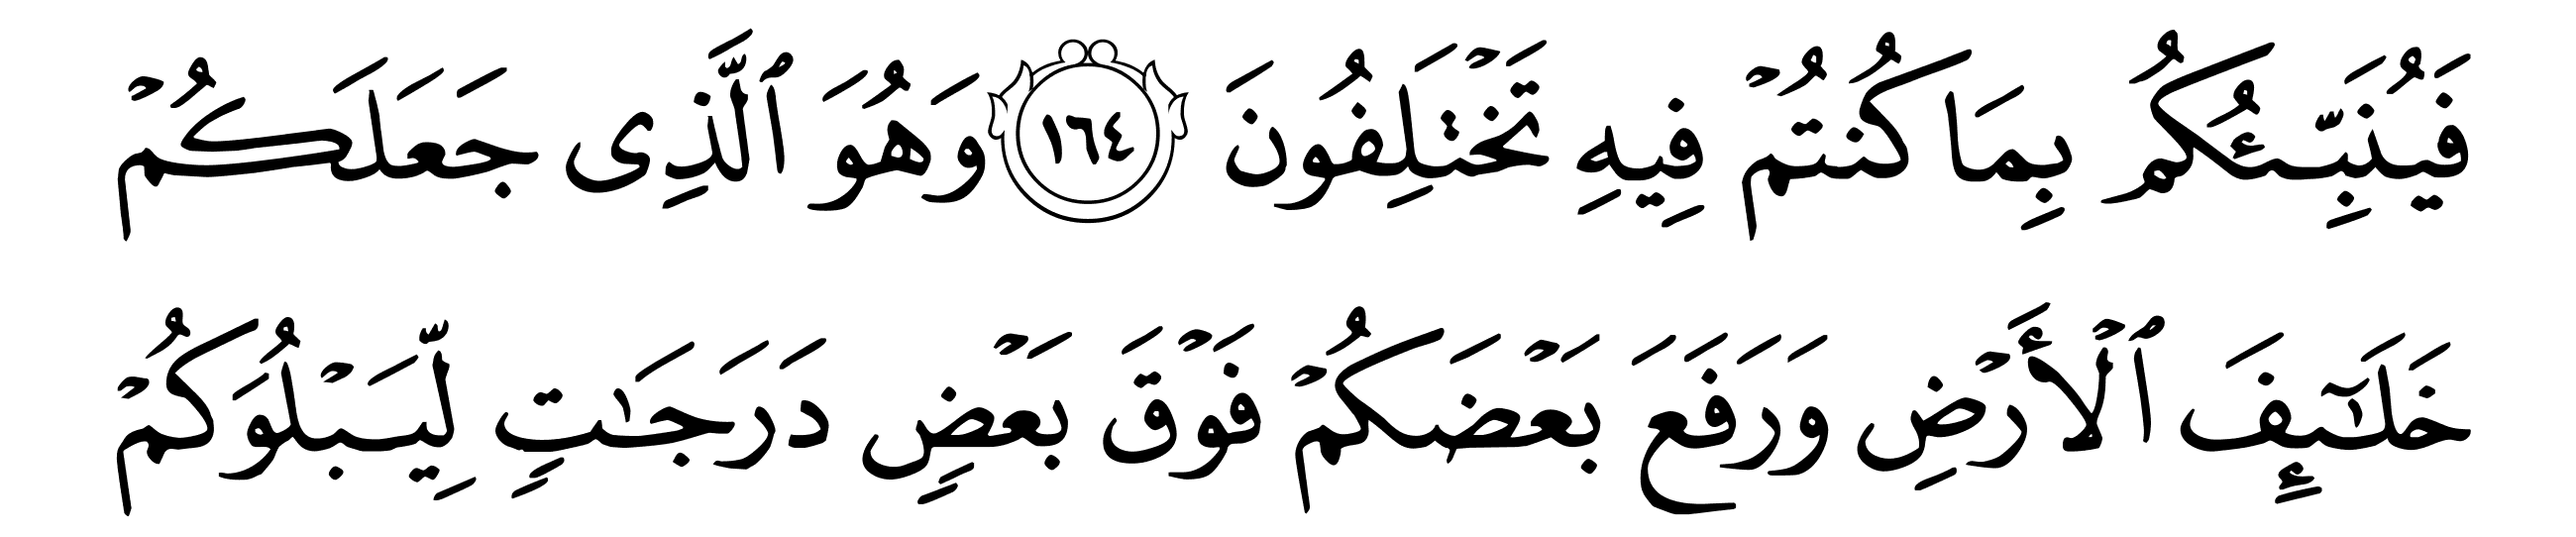 فَيُنَبِّئُكُم بِمَا كُنتُمْ فِيهِ تَخْتَلِفُونَ ١٦٤ وَهُوَ ٱلَّذِى جَعَلَكُمْ
خَلَـٰٓئِفَ ٱلْأَرْضِ وَرَفَعَ بَعْضَكُمْ فَوْقَ بَعْضٍ دَرَجَـٰتٍ لِّيَبْلُوَكُمْ